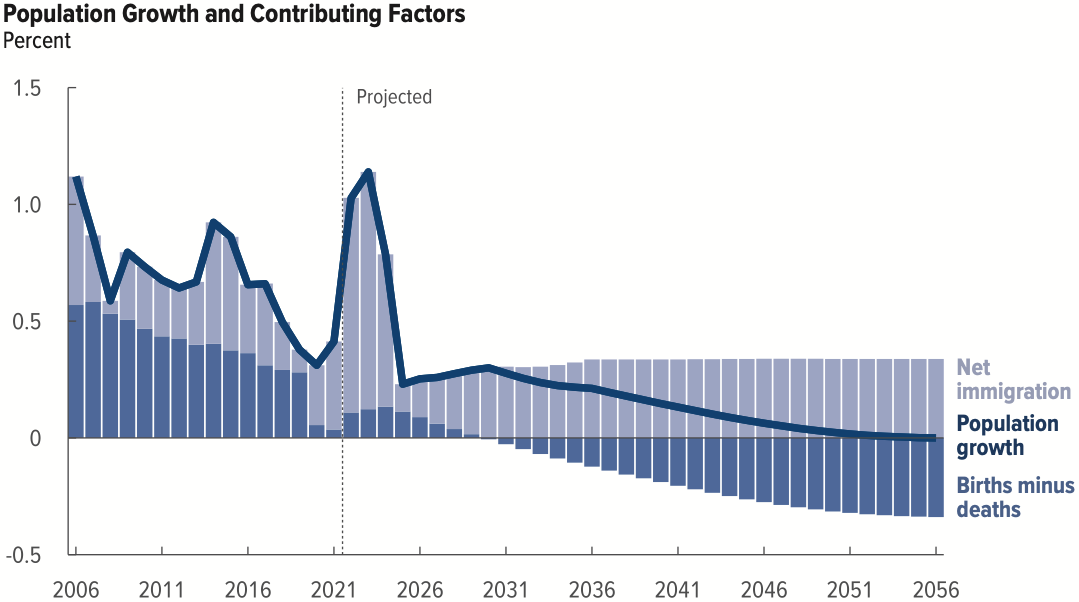 Population Growth and Contributing Factors
Percent
1.5
Projected
1.0
0.5
Net
immigration
Population
growth
0
Births minus
deaths
-0.5
2006 2011 2016 2021 2026 2031 2036 2041 2046 2051 2056